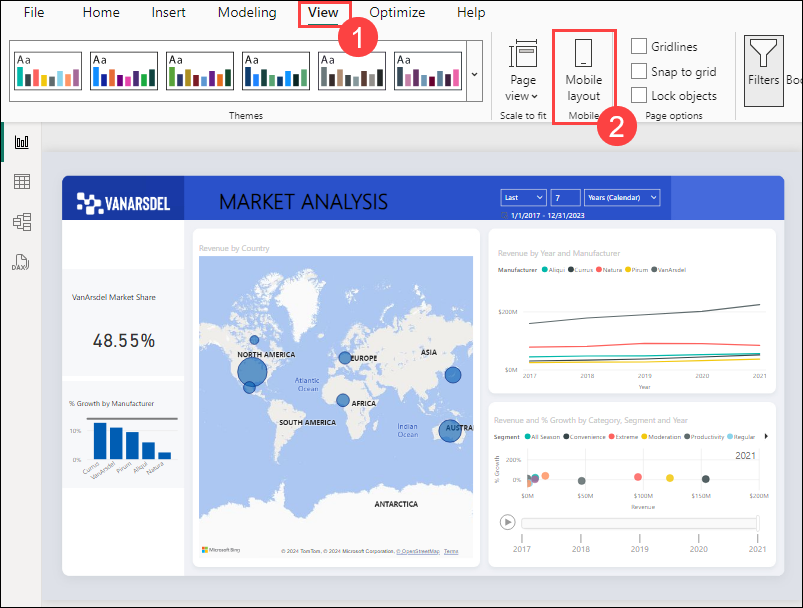 File Home Insert Modeling View Optimize Help
1
Aa Aa Aa Aa Aa Aa
Page view
Mobile layout
Gridlines
Snap to grid
Lock objects
Filters
Themes
Scale to fit
Mobile
Page options
2
DAX
VANARSDEL
MARKET ANALYSIS
Last 7 Years (Calendar)
1/1/2017 - 12/31/2023
VanArsdel Market Share
48.55%
% Growth by Manufacturer
10%
0%
Currus VanArsdel Pirum Aliqui Natura
Revenue by Country
NORTH AMERICA
EUROPE
ASIA
Atlantic
Ocean
AFRICA
SOUTH AMERICA
Indian
Ocean
AUSTRA
ANTARCTICA
Microsoft Bing
© 2024 TomTom, © 2024 Microsoft Corporation, © OpenStreetMap Terms
Revenue by Year and Manufacturer
Manufacturer Aliqui Currus Natura Pirum VanArsdel
$200M
$0M
2017 2018 2019 2020 2021
Year
Revenue and % Growth by Category, Segment and Year
Segment All Season Convenience Extreme Moderation Productivity Regular
2021
% Growth
200%
0%
$0M $50M $100M $150M $200M
Revenue
2017 2018 2019 2020 2021